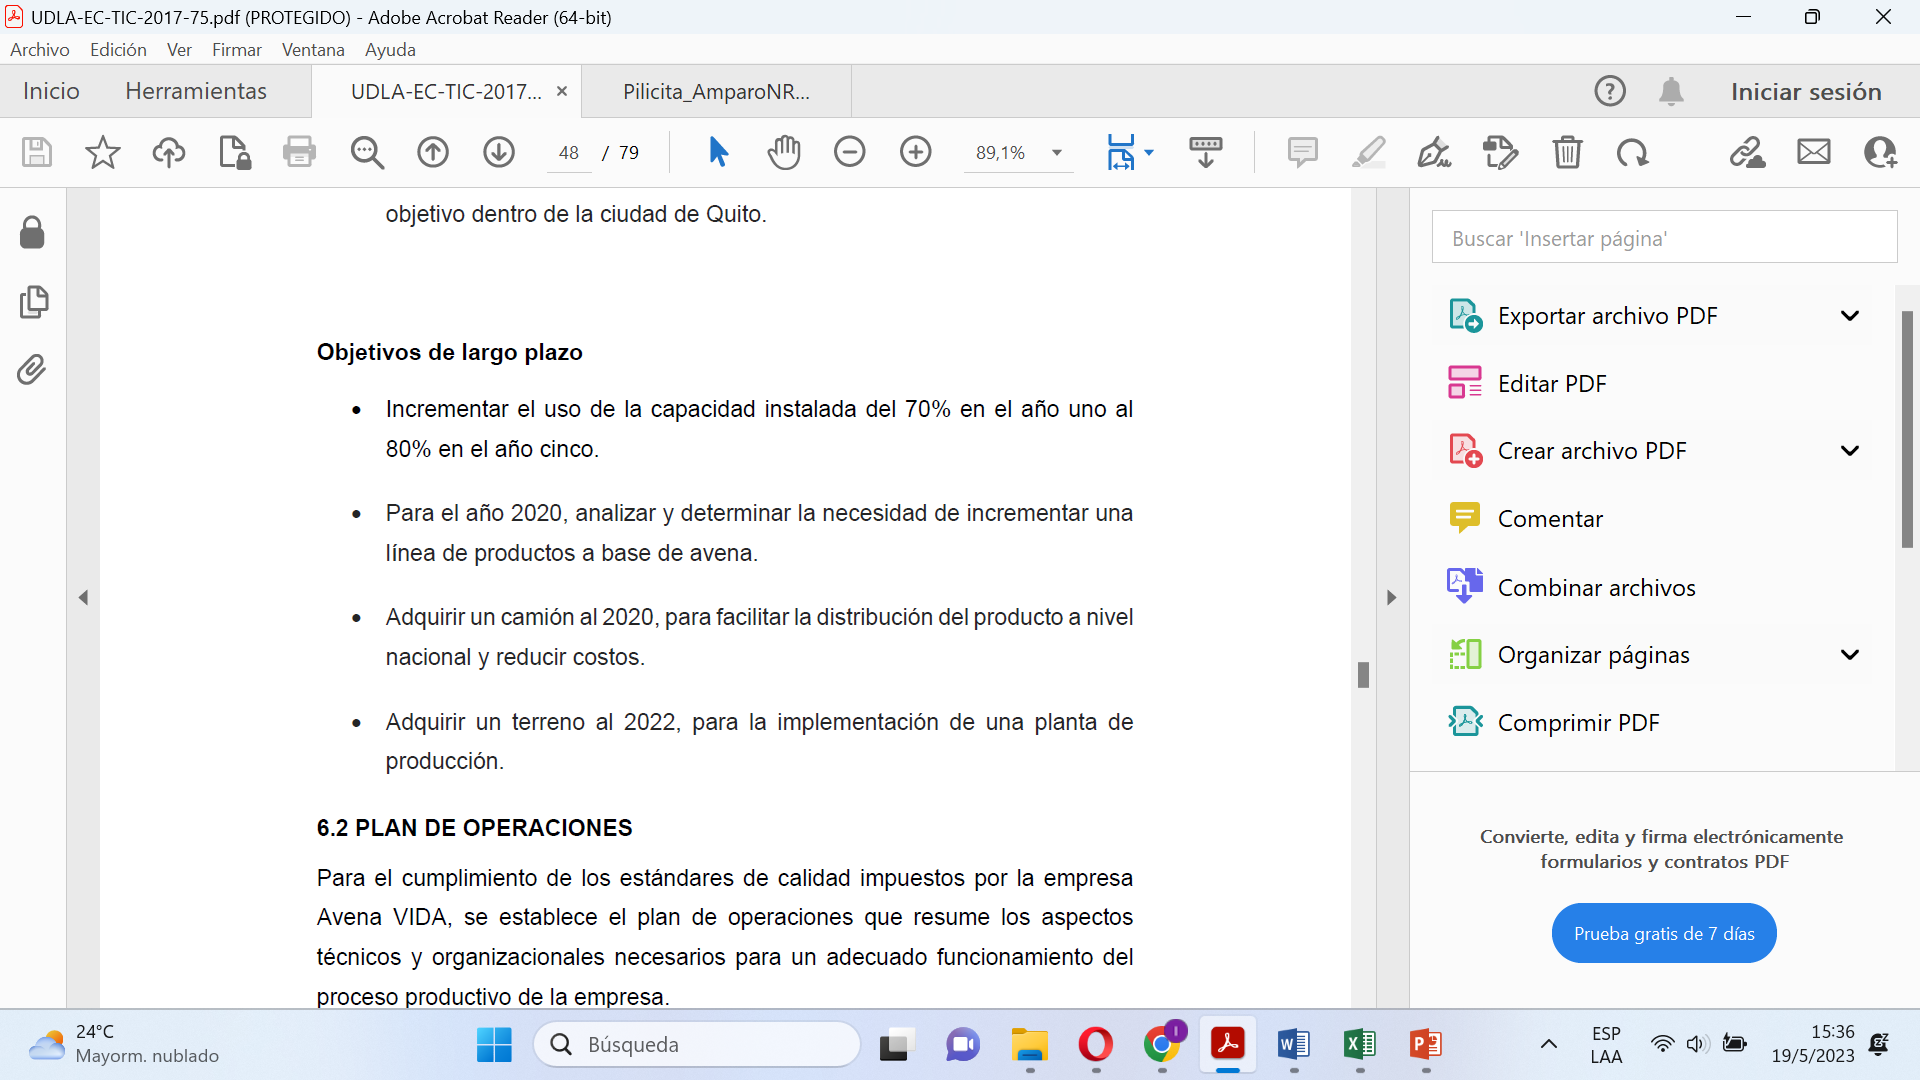 UDLA-EC-TIC-2017-75.pdf (PROTEGIDO) - Adobe Acrobat Reader (64-bit)
Archivo Edición Ver Firmar Ventana Ayuda
Inicio Herramientas UDLA-EC-TIC-2017... × Pilicita_AmparoNR... Iniciar sesión
48 / 79 89,1%
objetivo dentro de la ciudad de Quito.
Objetivos de largo plazo
• Incrementar el uso de la capacidad instalada del 70% en el año uno al
80% en el año cinco.
• Para el año 2020, analizar y determinar la necesidad de incrementar una
línea de productos a base de avena.
• Adquirir un camión al 2020, para facilitar la distribución del producto a nivel
nacional y reducir costos.
• Adquirir un terreno al 2022, para la implementación de una planta de
producción.
6.2 PLAN DE OPERACIONES
Para el cumplimiento de los estándares de calidad impuestos por la empresa
Avena VIDA, se establece el plan de operaciones que resume los aspectos
técnicos y organizacionales necesarios para un adecuado funcionamiento del
proceso productivo de la empresa.
Buscar 'Insertar página'
Exportar archivo PDF
Editar PDF
Crear archivo PDF
Comentar
Combinar archivos
Organizar páginas
Comprimir PDF
Convierte, edita y firma electrónicamente
formularios y contratos PDF
Prueba gratis de 7 días
24°C
Mayorm. nublado
Búsqueda
ESP
LAA
15:36
19/5/2023